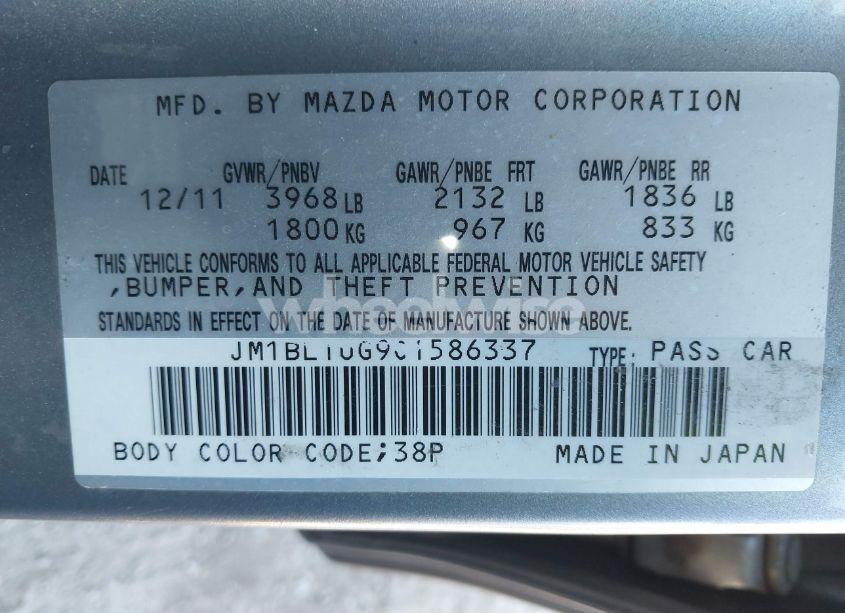 MFD. BY MAZDA MOTOR CORPORATION
DATE GVWR/PNBV GAWR/PNBE FRT GAWR/PNBE RR
12/11 3968 LB 2132 LB 1836 LB
1800 KG 967 KG 833 KG
THIS VEHICLE CONFORMS TO ALL APPLICABLE FEDERAL MOTOR VEHICLE SAFETY
,BUMPER,AND THEFT PREVENTION
wheelwire
STANDARDS IN EFFECT ON THE DATE OF MANUFACTURE SHOWN ABOVE.
TYPE: PASS CAR
BODY COLOR CODE;38P MADE IN JAPAN